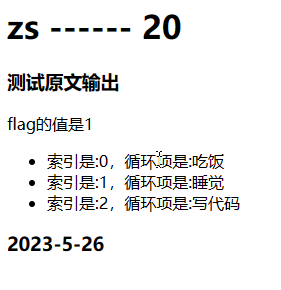 zs ------ 20
测试原文输出
flag的值是1
索引是:0，循环项是:吃饭
索引是:1，循环项是:睡觉
索引是:2，循环项是:写代码
2023-5-26